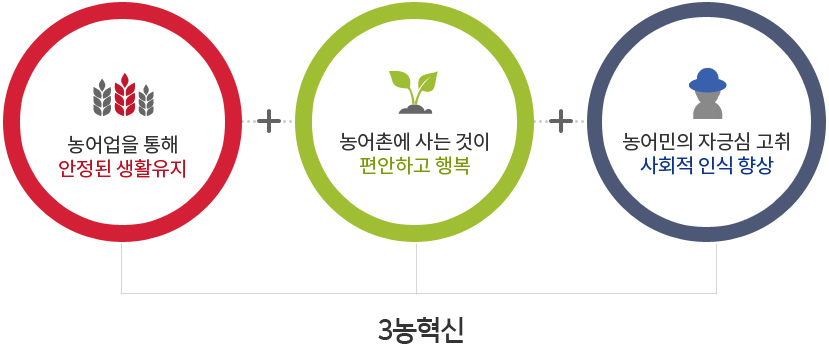 농어업을 통해
안정된 생활유지
농어촌에 사는 것이
편안하고 행복
농어민의 자긍심 고취
사회적 인식 향상
3농혁신